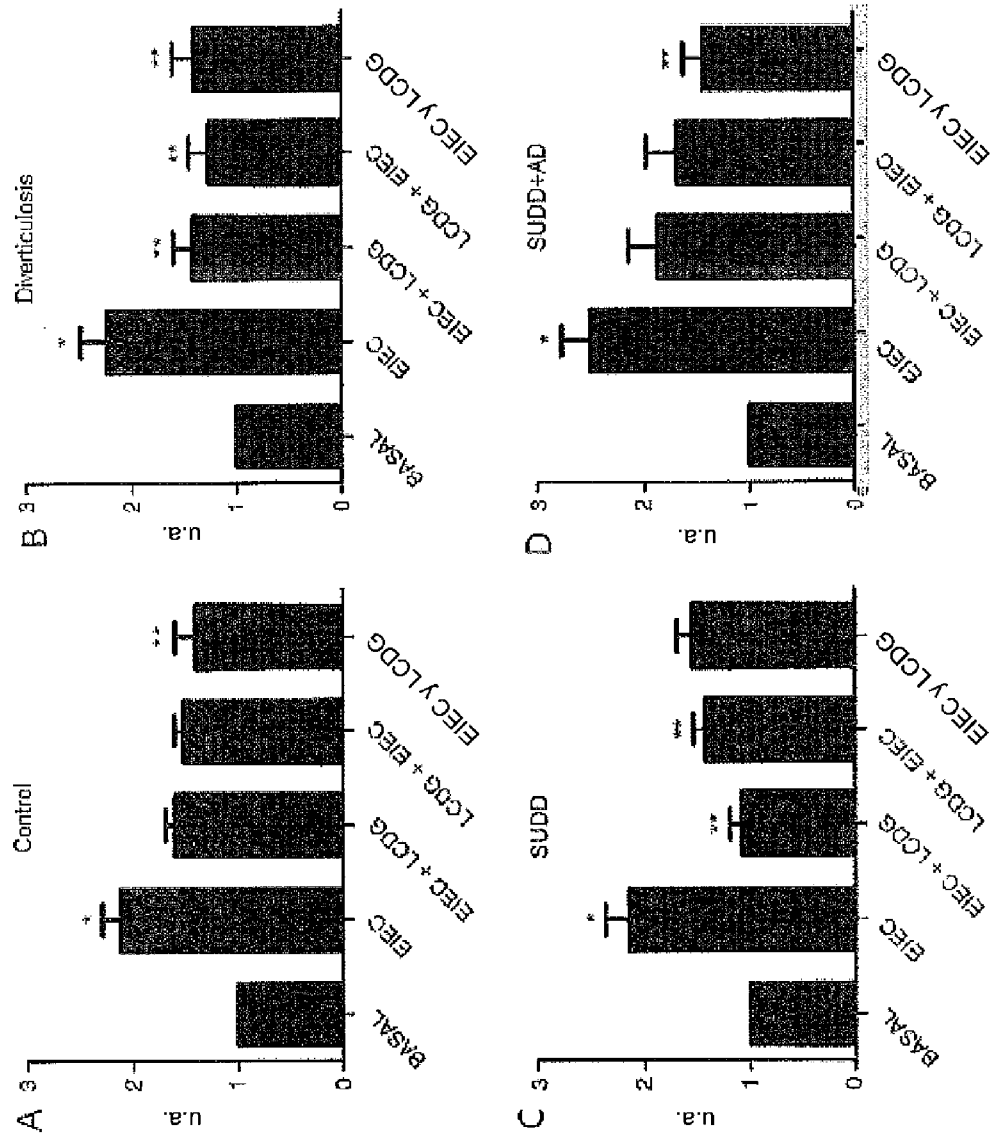 A
Control
3
2
1
0
u.a.
*
**
BASAL
EIEC
EIEC + LCDG
LCDG + EIEC
EIEC y LCDG
B
Diverticulosis
3
2
1
0
u.a.
*
**
**
**
BASAL
EIEC
EIEC + LCDG
LCDG + EIEC
EIEC y LCDG
C
SUDD
3
2
1
0
u.a.
*
**
**
BASAL
EIEC
EIEC + LCDG
LCDG + EIEC
EIEC y LCDG
D
SUDD+AD
3
2
1
0
u.a.
*
**
BASAL
EIEC
EIEC + LCDG
LCDG + EIEC
EIEC y LCDG